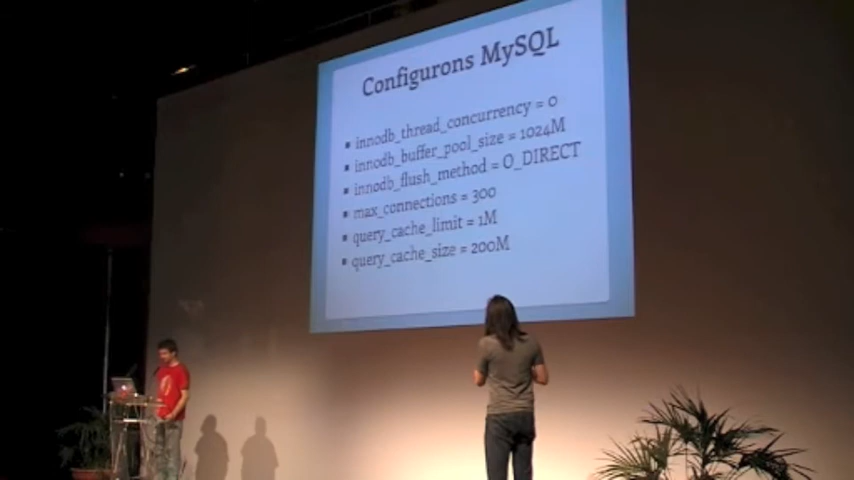 Configurons MySQL
innodb_thread_concurrency = 0
innodb_buffer_pool_size = 1024M
innodb_flush_method = O_DIRECT
max_connections = 300
query_cache_limit = 1M
query_cache_size = 200M